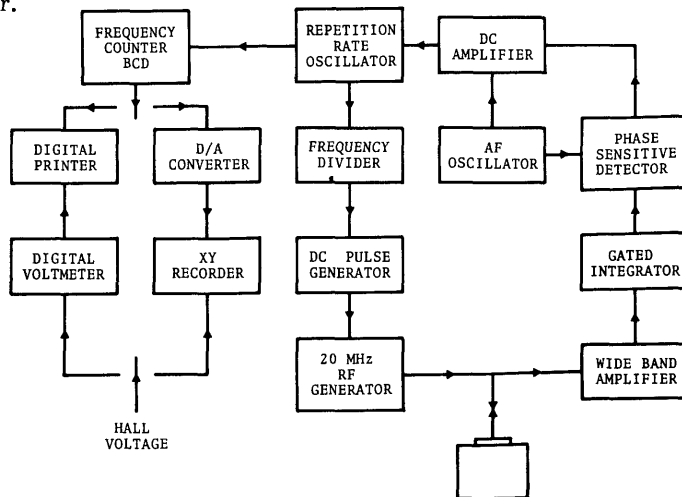 r.
FREQUENCY
COUNTER
BCD
REPETITION
RATE
OSCILLATOR
DC
AMPLIFIER
DIGITAL
PRINTER
D/A
CONVERTER
FREQUENCY
DIVIDER
AF
OSCILLATOR
PHASE
SENSITIVE
DETECTOR
DIGITAL
VOLTMETER
XY
RECORDER
DC PULSE
GENERATOR
GATED
INTEGRATOR
20 MHz
RF
GENERATOR
WIDE BAND
AMPLIFIER
HALL
VOLTAGE